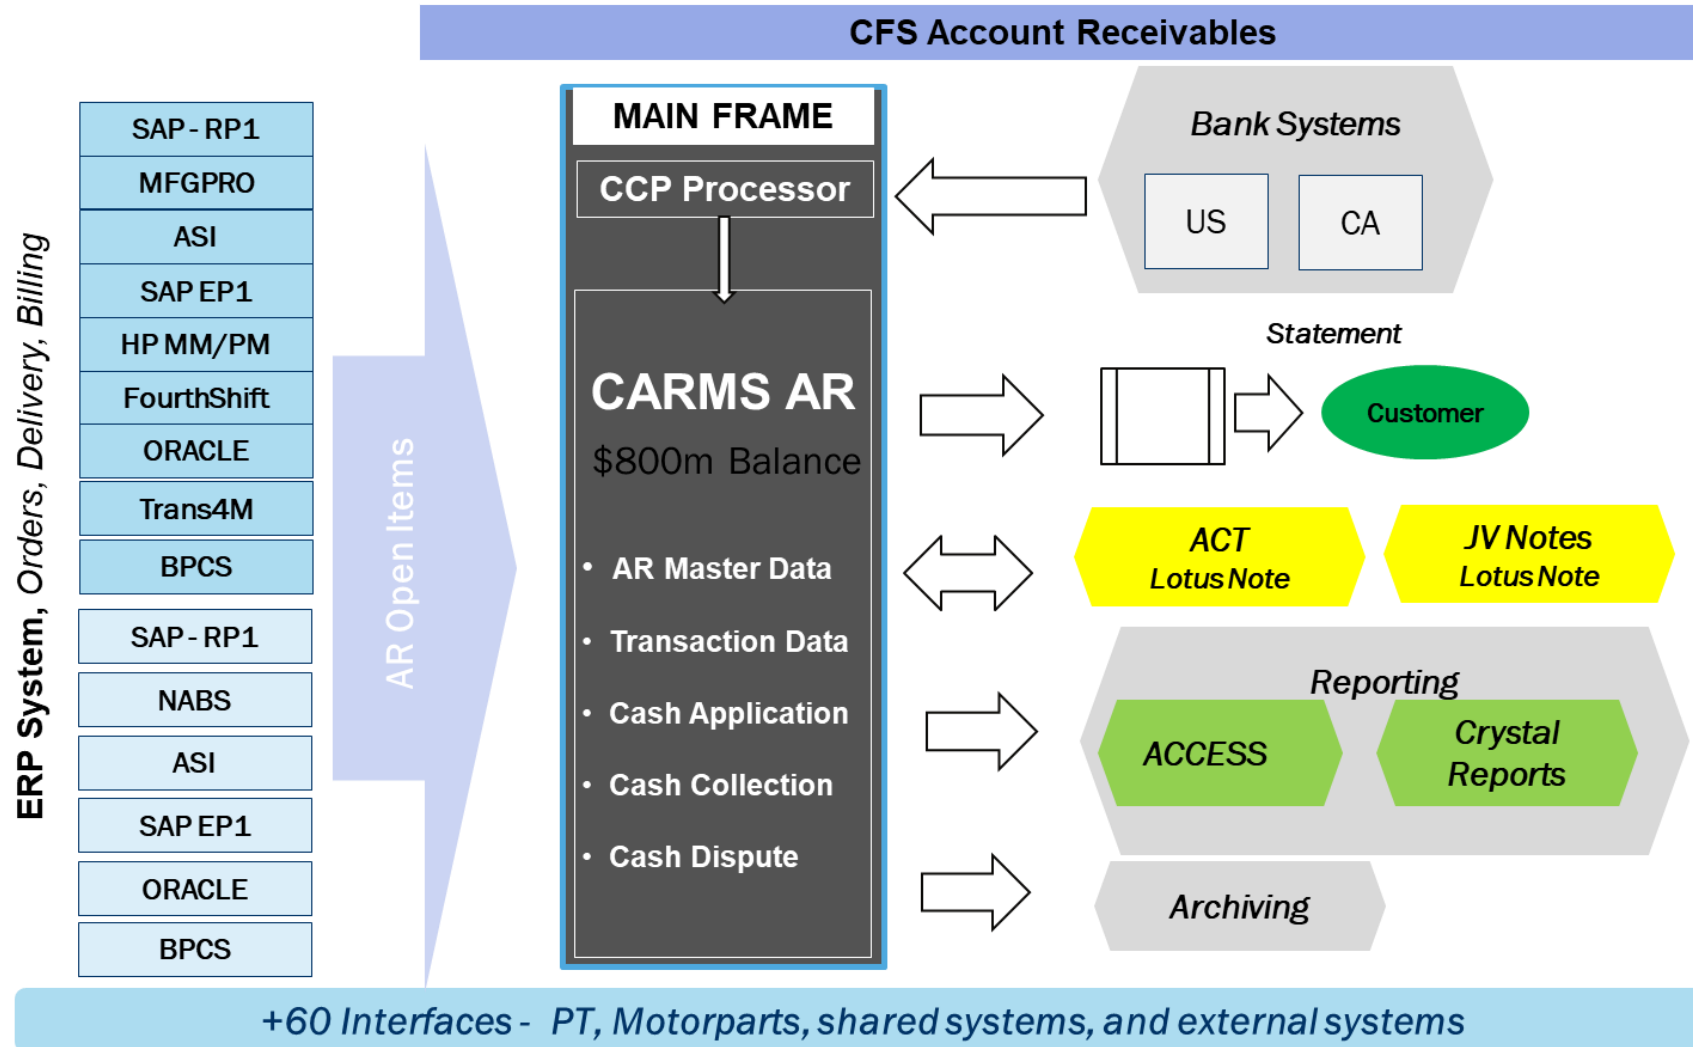 CFS Account Receivables
ERP System, Orders, Delivery, Billing
SAP - RP1
MFGPRO
ASI
SAP EP1
HP MM/PM
FourthShift
ORACLE
Trans4M
BPCS
SAP - RP1
NABS
ASI
SAP EP1
ORACLE
BPCS
AR Open Items
MAIN FRAME
CCP Processor
CARMS AR
$800m Balance
• AR Master Data
• Transaction Data
• Cash Application
• Cash Collection
• Cash Dispute
Bank Systems
US
CA
Statement
Customer
ACT
Lotus Note
JV Notes
Lotus Note
Reporting
ACCESS
Crystal
Reports
Archiving
+60 Interfaces - PT, Motorparts, shared systems, and external systems